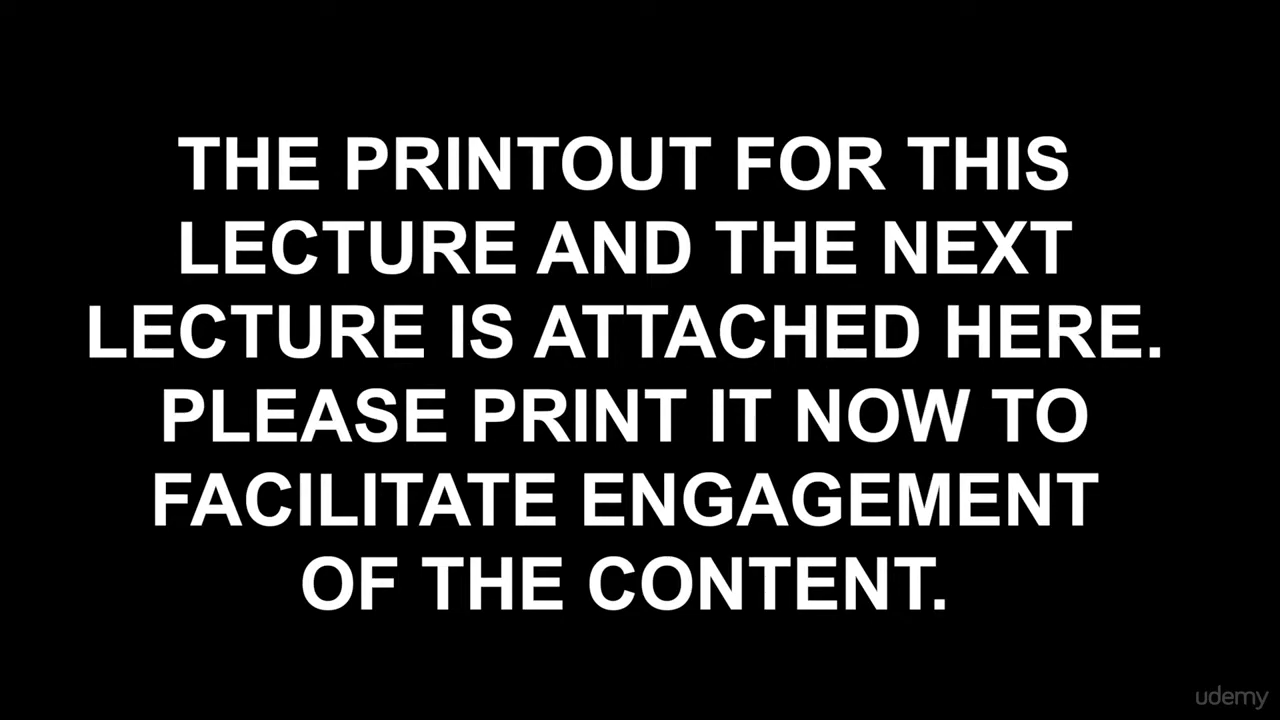 THE PRINTOUT FOR THIS
LECTURE AND THE NEXT
LECTURE IS ATTACHED HERE.
PLEASE PRINT IT NOW TO
FACILITATE ENGAGEMENT
OF THE CONTENT.
udemy